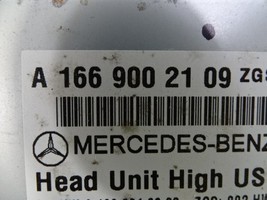 A 166 900 21 09 ZGS
MERCEDES-BENZ
Head Unit High US